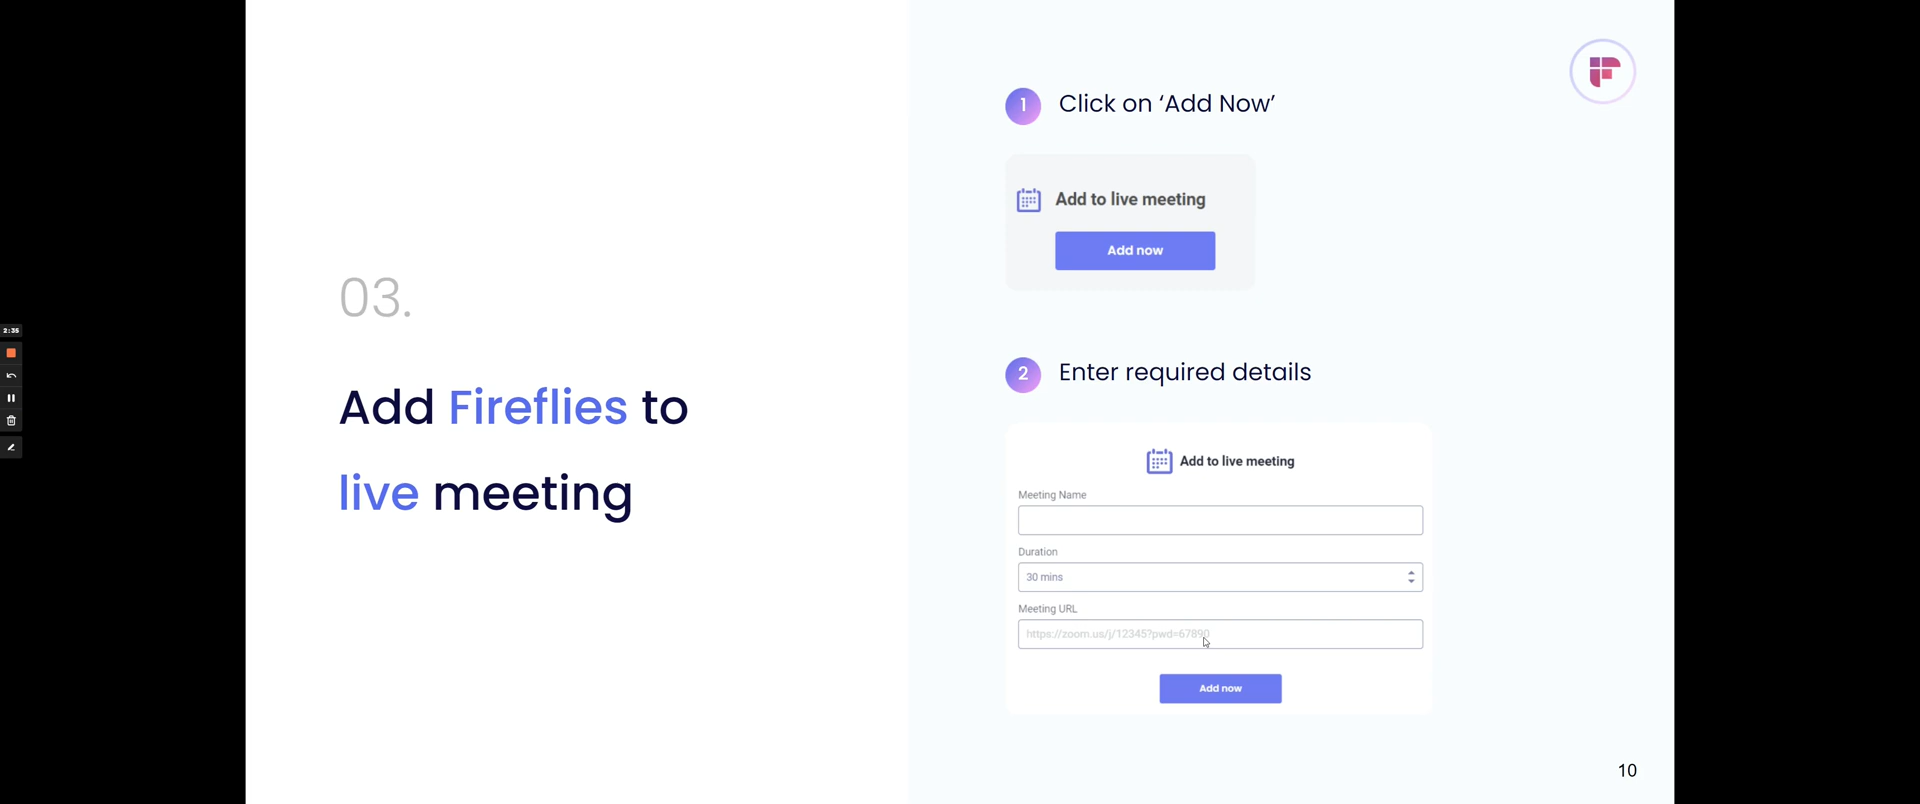 2:35
03.
Add Fireflies to
live meeting
1 Click on ‘Add Now’
Add to live meeting
Add now
2 Enter required details
Add to live meeting
Meeting Name
Duration
30 mins
Meeting URL
https://zoom.us/j/12345?pwd=67890
Add now
10